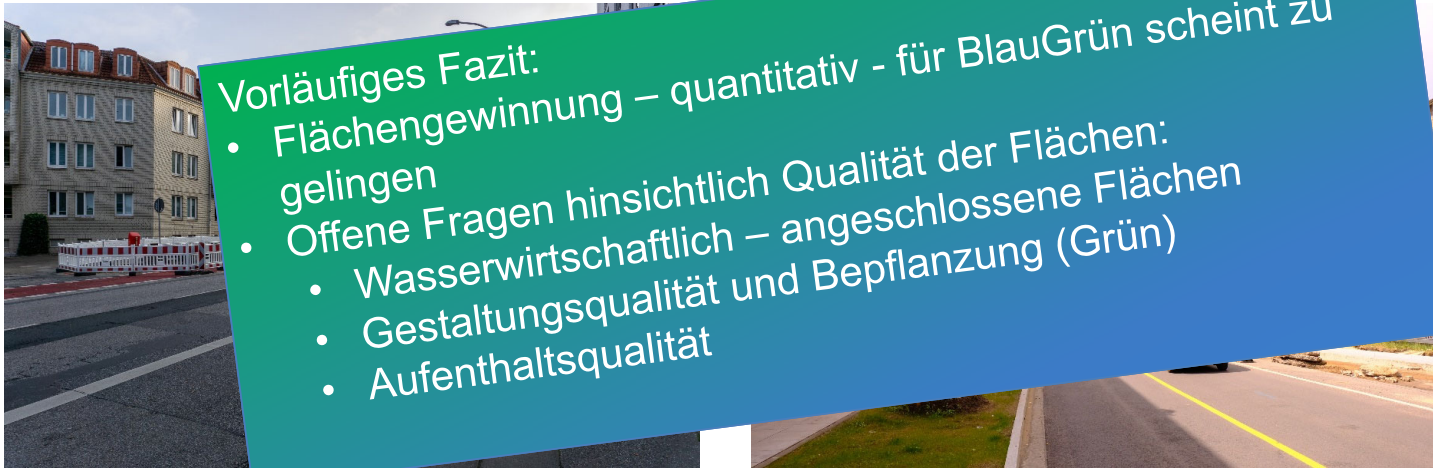 Vorläufiges Fazit:
• Flächengewinnung – quantitativ - für BlauGrün scheint zu
gelingen
• Offene Fragen hinsichtlich Qualität der Flächen:
• Wasserwirtschaftlich – angeschlossene Flächen
• Gestaltungsqualität und Bepflanzung (Grün)
• Aufenthaltsqualität